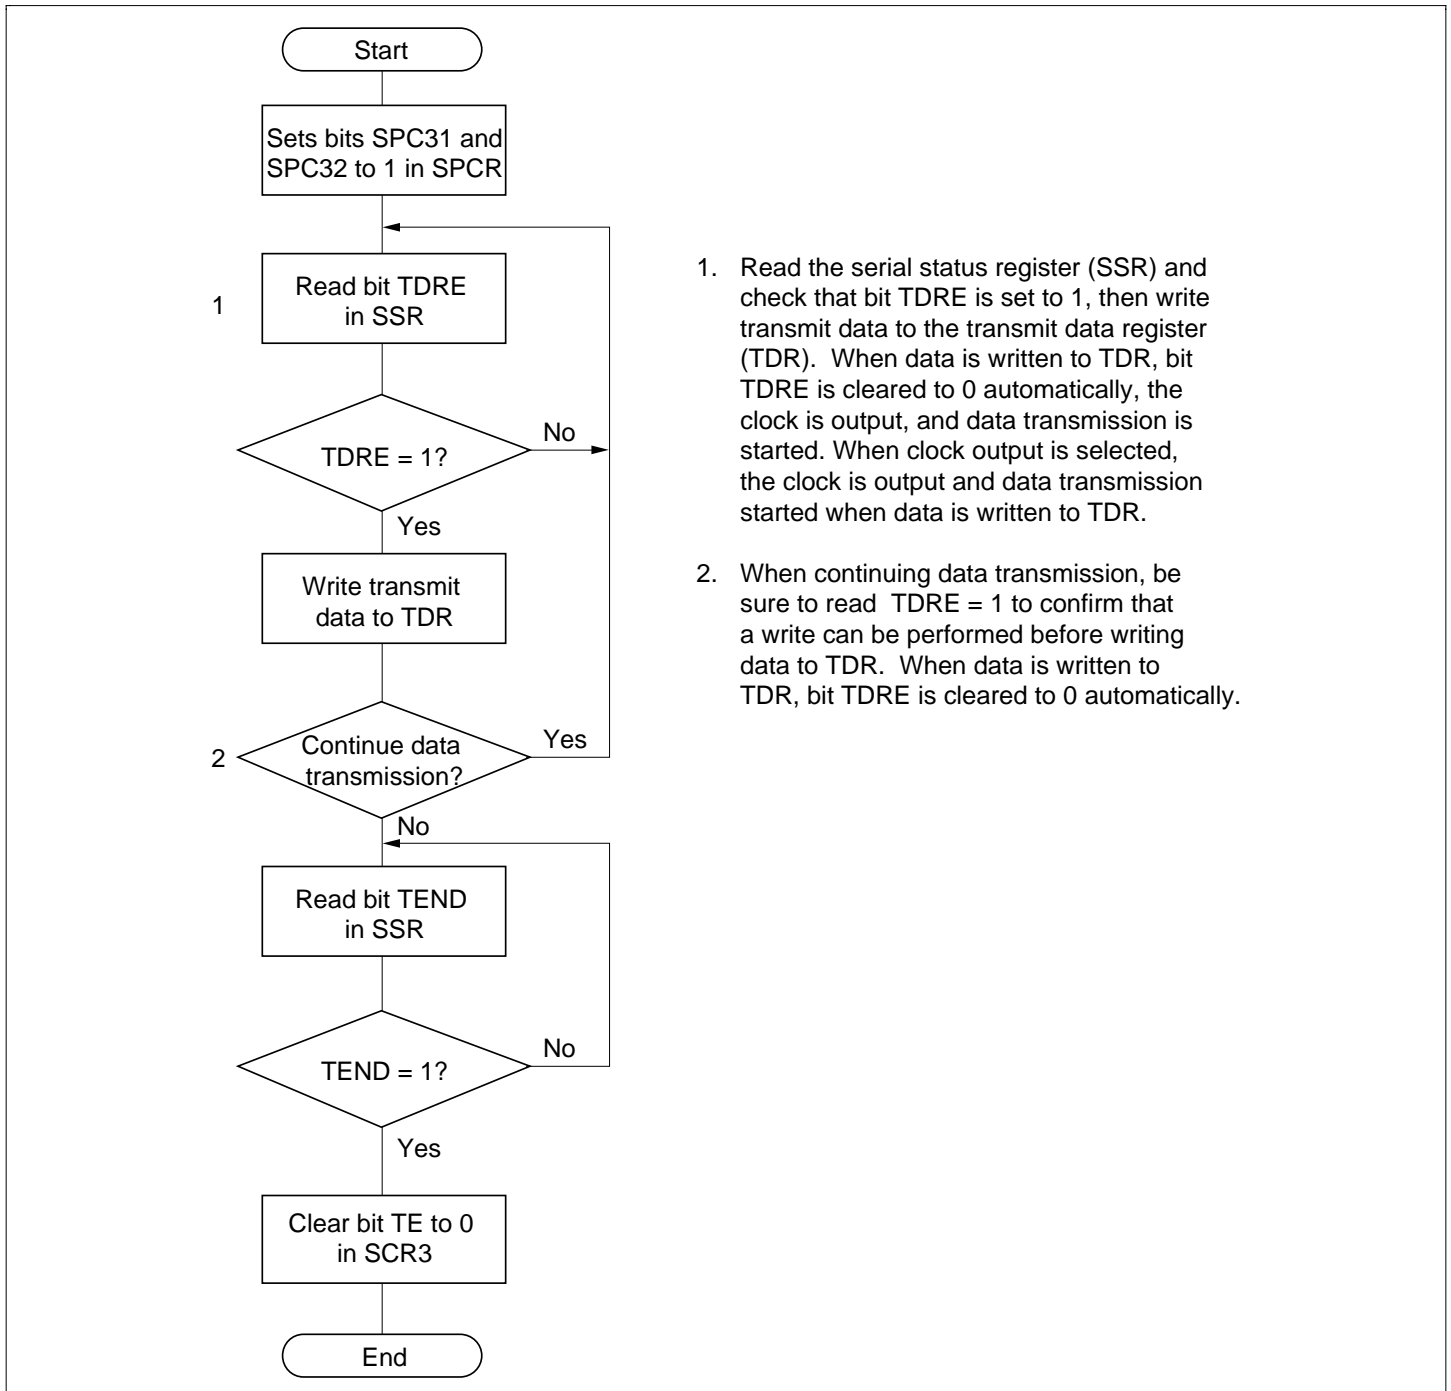 Start
Sets bits SPC31 and
SPC32 to 1 in SPCR
1
Read bit TDRE
in SSR
TDRE = 1?
No
Yes
Write transmit
data to TDR
2
Continue data
transmission?
Yes
No
Read bit TEND
in SSR
TEND = 1?
No
Yes
Clear bit TE to 0
in SCR3
End
1. Read the serial status register (SSR) and
check that bit TDRE is set to 1, then write
transmit data to the transmit data register
(TDR). When data is written to TDR, bit
TDRE is cleared to 0 automatically, the
clock is output, and data transmission is
started. When clock output is selected,
the clock is output and data transmission
started when data is written to TDR.
2. When continuing data transmission, be
sure to read TDRE = 1 to confirm that
a write can be performed before writing
data to TDR. When data is written to
TDR, bit TDRE is cleared to 0 automatically.